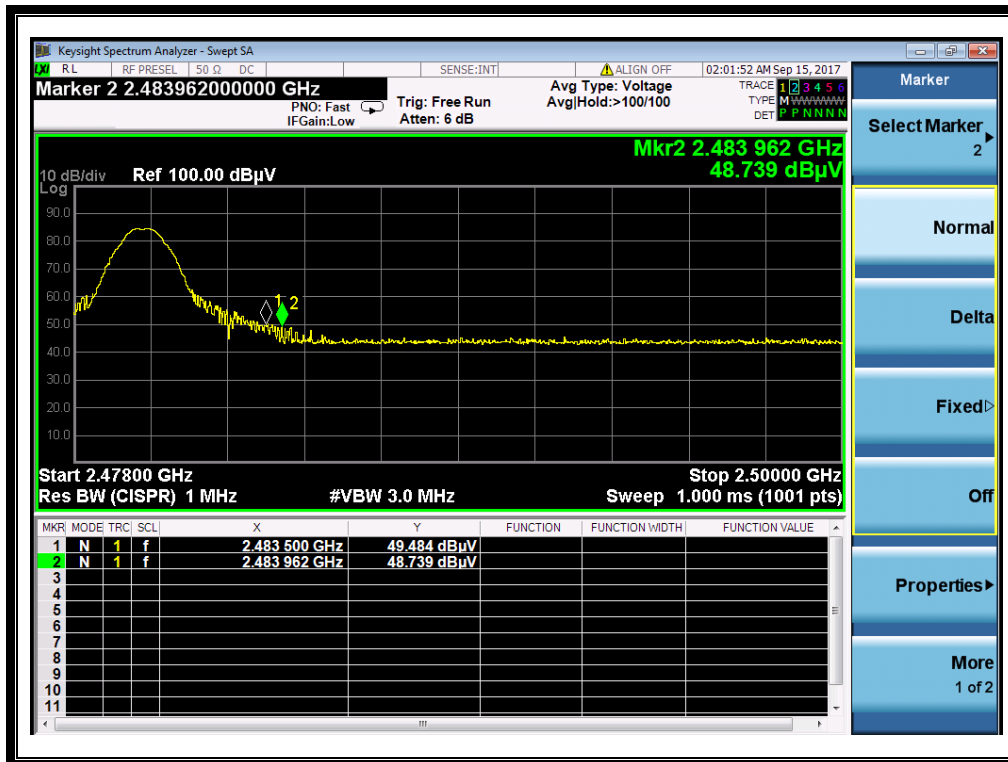 Keysight Spectrum Analyzer - Swept SA
LXI RL RF PRESEL 50 Ω DC SENSE:INT ALIGN OFF 02:01:52 AM Sep 15, 2017
Marker 2 2.483962000000 GHz
PNO: Fast
IFGain:Low
Trig: Free Run
Atten: 6 dB
Avg Type: Voltage
Avg|Hold:>100/100
TRACE 1 2 3 4 5 6
TYPE M WWWWW
DET P P N N N N
Mkr2 2.483 962 GHz
48.739 dBµV
10 dB/div Ref 100.00 dBµV
Log
90.0
80.0
70.0
60.0
50.0
40.0
30.0
20.0
10.0
1 2
Start 2.47800 GHz Stop 2.50000 GHz
Res BW (CISPR) 1 MHz #VBW 3.0 MHz Sweep 1.000 ms (1001 pts)
MKR MODE TRC SCL X Y FUNCTION FUNCTION WIDTH FUNCTION VALUE
1 N 1 f 2.483 500 GHz 49.484 dBµV
2 N 1 f 2.483 962 GHz 48.739 dBµV
3
4
5
6
7
8
9
10
11
Marker
Select Marker
2
Normal
Delta
Fixed
Off
Properties
More
1 of 2